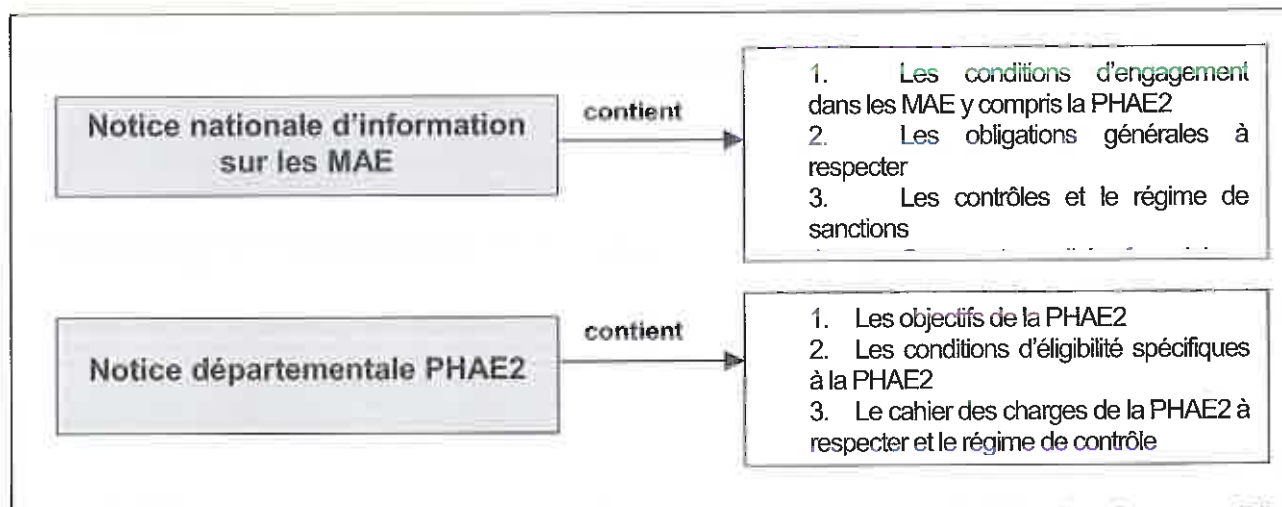 Notice nationale d'information
sur les MAE
contient
1. Les conditions d'engagement
dans les MAE y compris la PHAE2
2. Les obligations générales à
respecter
3. Les contrôles et le régime de
sanctions
Notice départementale PHAE2
contient
1. Les objectifs de la PHAE2
2. Les conditions d'éligibilité spécifiques
à la PHAE2
3. Le cahier des charges de la PHAE2 à
respecter et le régime de contrôle